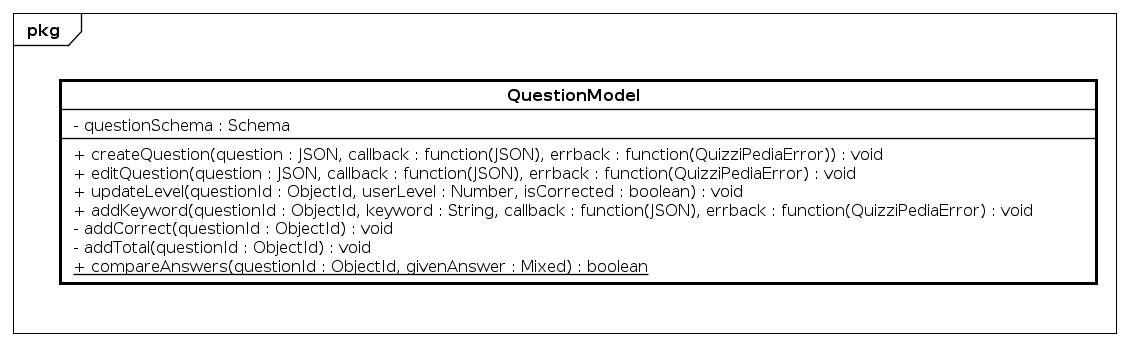 pkg
QuestionModel
- questionSchema : Schema
+ createQuestion(question : JSON, callback : function(JSON), errback : function(QuizziPediaError)) : void
+ editQuestion(question : JSON, callback : function(JSON), errback : function(QuizziPediaError) : void
+ updateLevel(questionId : ObjectId, userLevel : Number, isCorrected : boolean) : void
+ addKeyword(questionId : ObjectId, keyword : String, callback : function(JSON), errback : function(QuizziPediaError) : void
- addCorrect(questionId : ObjectId) : void
- addTotal(questionId : ObjectId) : void
+ compareAnswers(questionId : ObjectId, givenAnswer : Mixed) : boolean